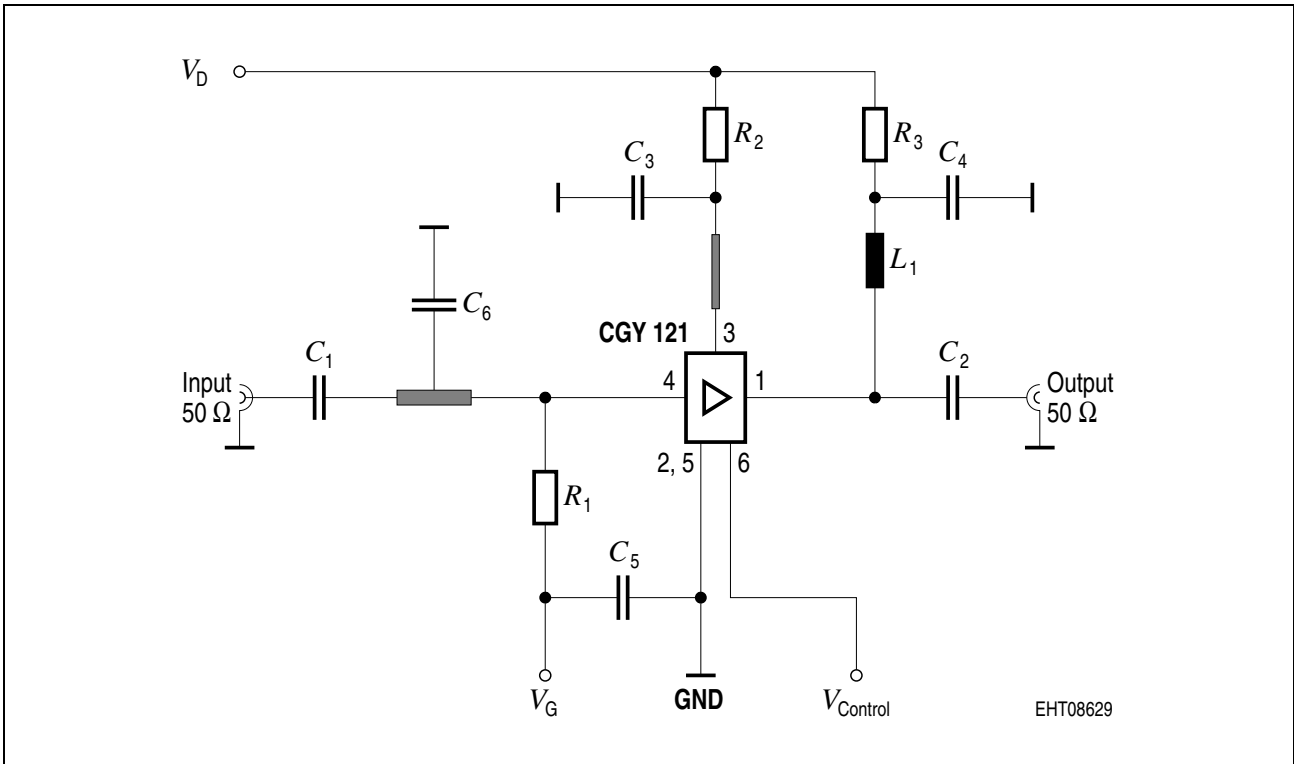 V_D
R_2
R_3
C_3
C_4
L_1
C_6
CGY 121
3
C_1
C_2
Input
50 Ω
4
1
Output
50 Ω
2, 5
6
R_1
C_5
V_G
GND
V_Control
EHT08629